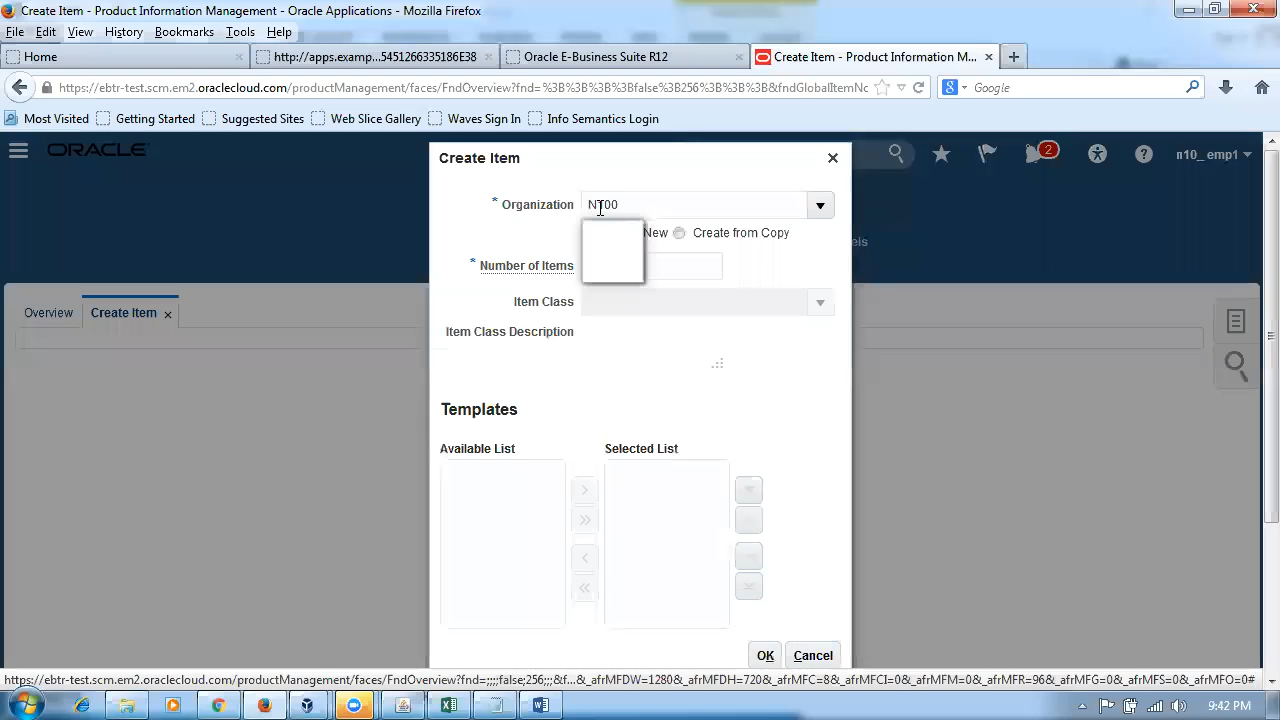 Create Item - Product Information Management - Oracle Applications - Mozilla Firefox
File Edit View History Bookmarks Tools Help
Home
http://apps.examp...5451266335186E38
Oracle E-Business Suite R12
Create Item - Product Information M...
https://ebtr-test.scm.em2.oraclecloud.com/productManagement/faces/FndOverview?fnd=%3B%3B%3B%3Bfalse%3B256%3B%3B%3B&fndGlobalItemNc
Google
Most Visited Getting Started Suggested Sites Web Slice Gallery Waves Sign In Info Semantics Location
ORACLE
2
n10_emp1
Create Item
* Organization
New Create from Copy
* Number of Items
Item Class
Item Class Description
Overview
Create Item
Templates
Available List
Selected List
OK
Cancel
https://ebtr-test.scm.em2.oraclecloud.com/productManagement/faces/FndOverview?fnd=;;;;false;256;;;&f..._afrMFDW=1280&_afrMFDH=720&_afrMFC=8&_afrMFCI=0&_afrMFM=0&_afrMFR=96&_afrMFG=0&_afrMFS=0&_afrMFO=0#
9:42 PM